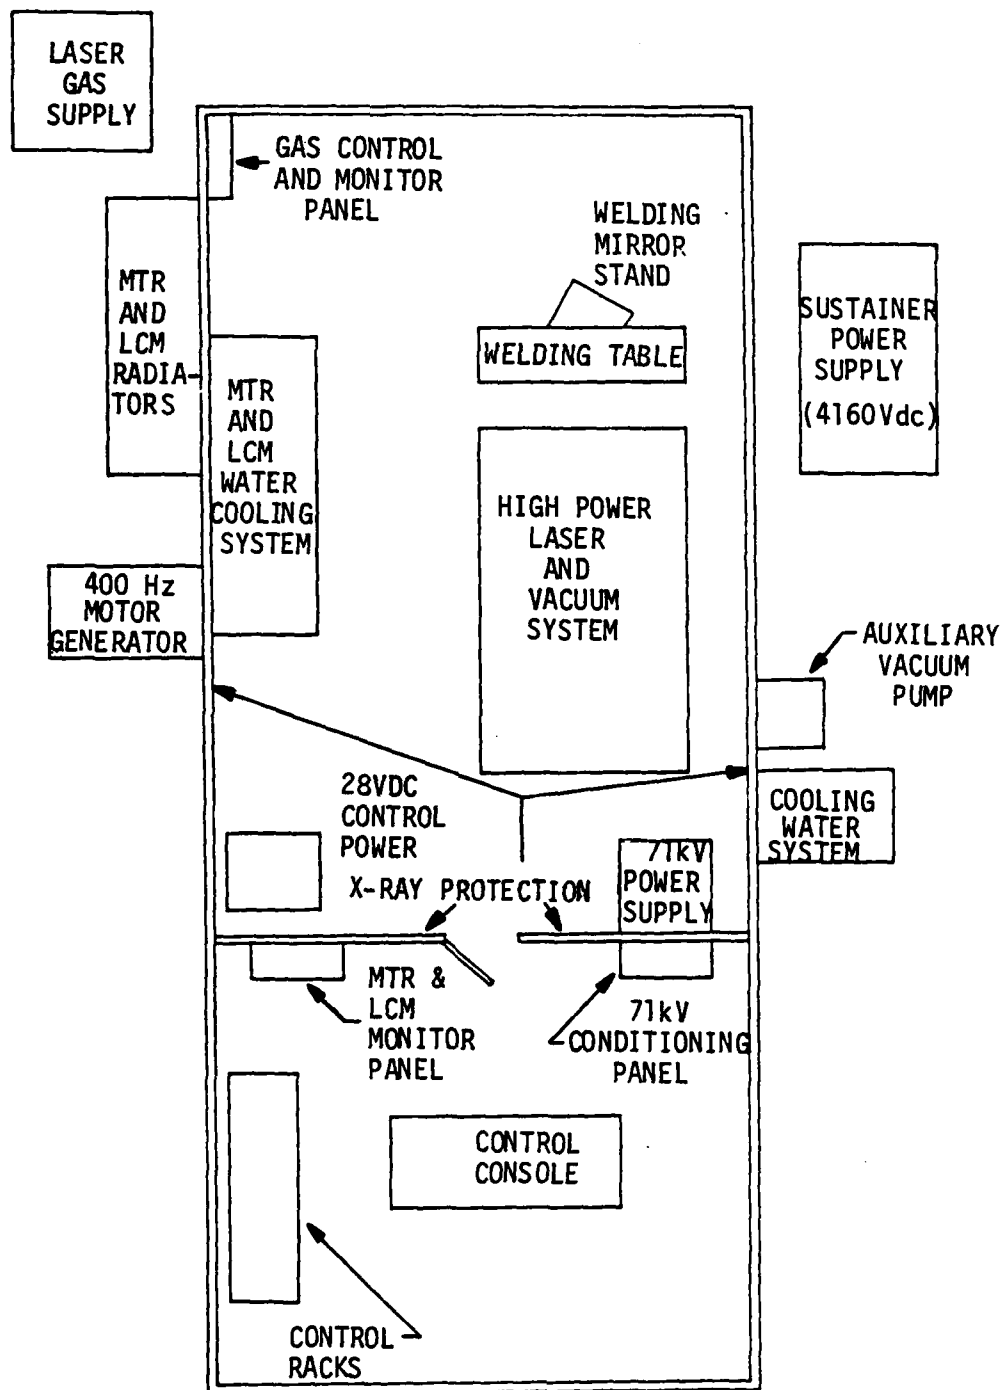 LASER
GAS
SUPPLY
GAS CONTROL
AND MONITOR
PANEL
WELDING
MIRROR
STAND
MTR
AND
LCM
RADIA-
TORS
SUSTAINER
POWER
SUPPLY
(4160Vdc)
WELDING TABLE
MTR
AND
LCM
WATER
COOLING
SYSTEM
HIGH POWER
LASER
AND
VACUUM
SYSTEM
400 Hz
MOTOR
GENERATOR
AUXILIARY
VACUUM
PUMP
28VDC
CONTROL
POWER
COOLING
WATER
SYSTEM
71kV
POWER
SUPPLY
X-RAY PROTECTION
MTR &
LCM
MONITOR
PANEL
71kV
CONDITIONING
PANEL
CONTROL
CONSOLE
CONTROL
RACKS